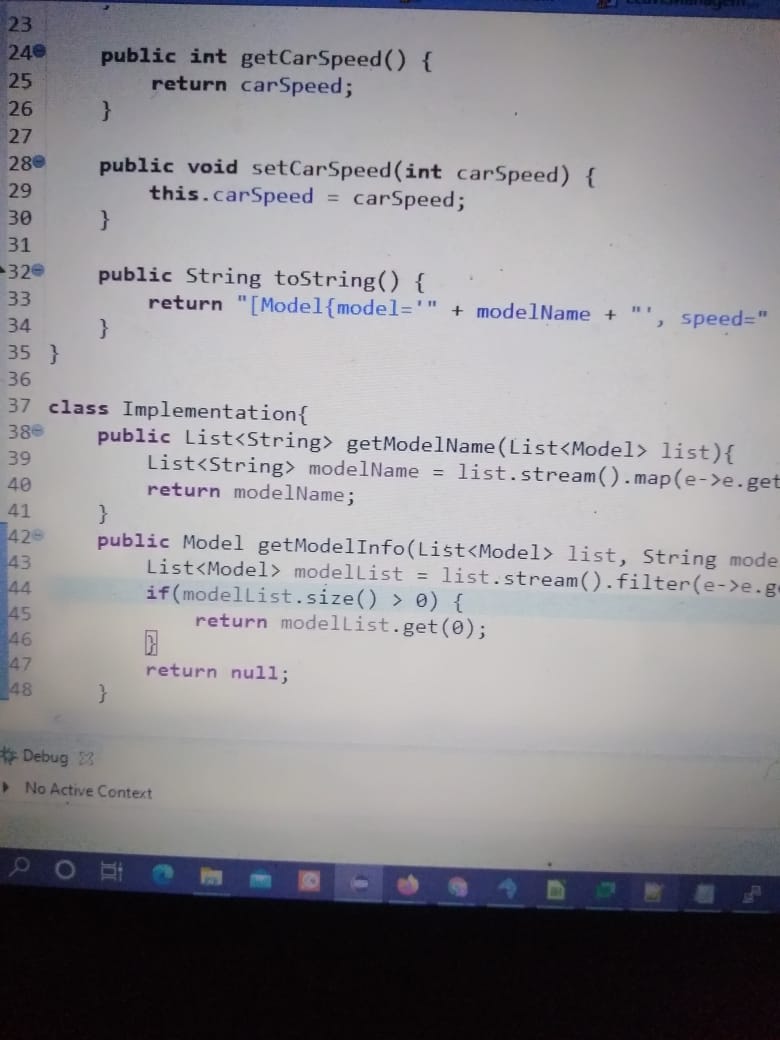 23
24 public int getCarSpeed() {
25 return carSpeed;
26 }
27
28 public void setCarSpeed(int carSpeed) {
29 this.carSpeed = carSpeed;
30 }
31
32 public String toString() {
33 return "[Model{model='" + modelName + "', speed="
34 }
35 }
36
37 class Implementation{
38 public List<String> getModelName(List<Model> list){
39 List<String> modelName = list.stream().map(e->e.get
40 return modelName;
41 }
42 public Model getModelInfo(List<Model> list, String mode
43 List<Model> modelList = list.stream().filter(e->e.g
44 if(modelList.size() > 0) {
45 return modelList.get(0);
46 }
47 return null;
48 }
Debug
No Active Context